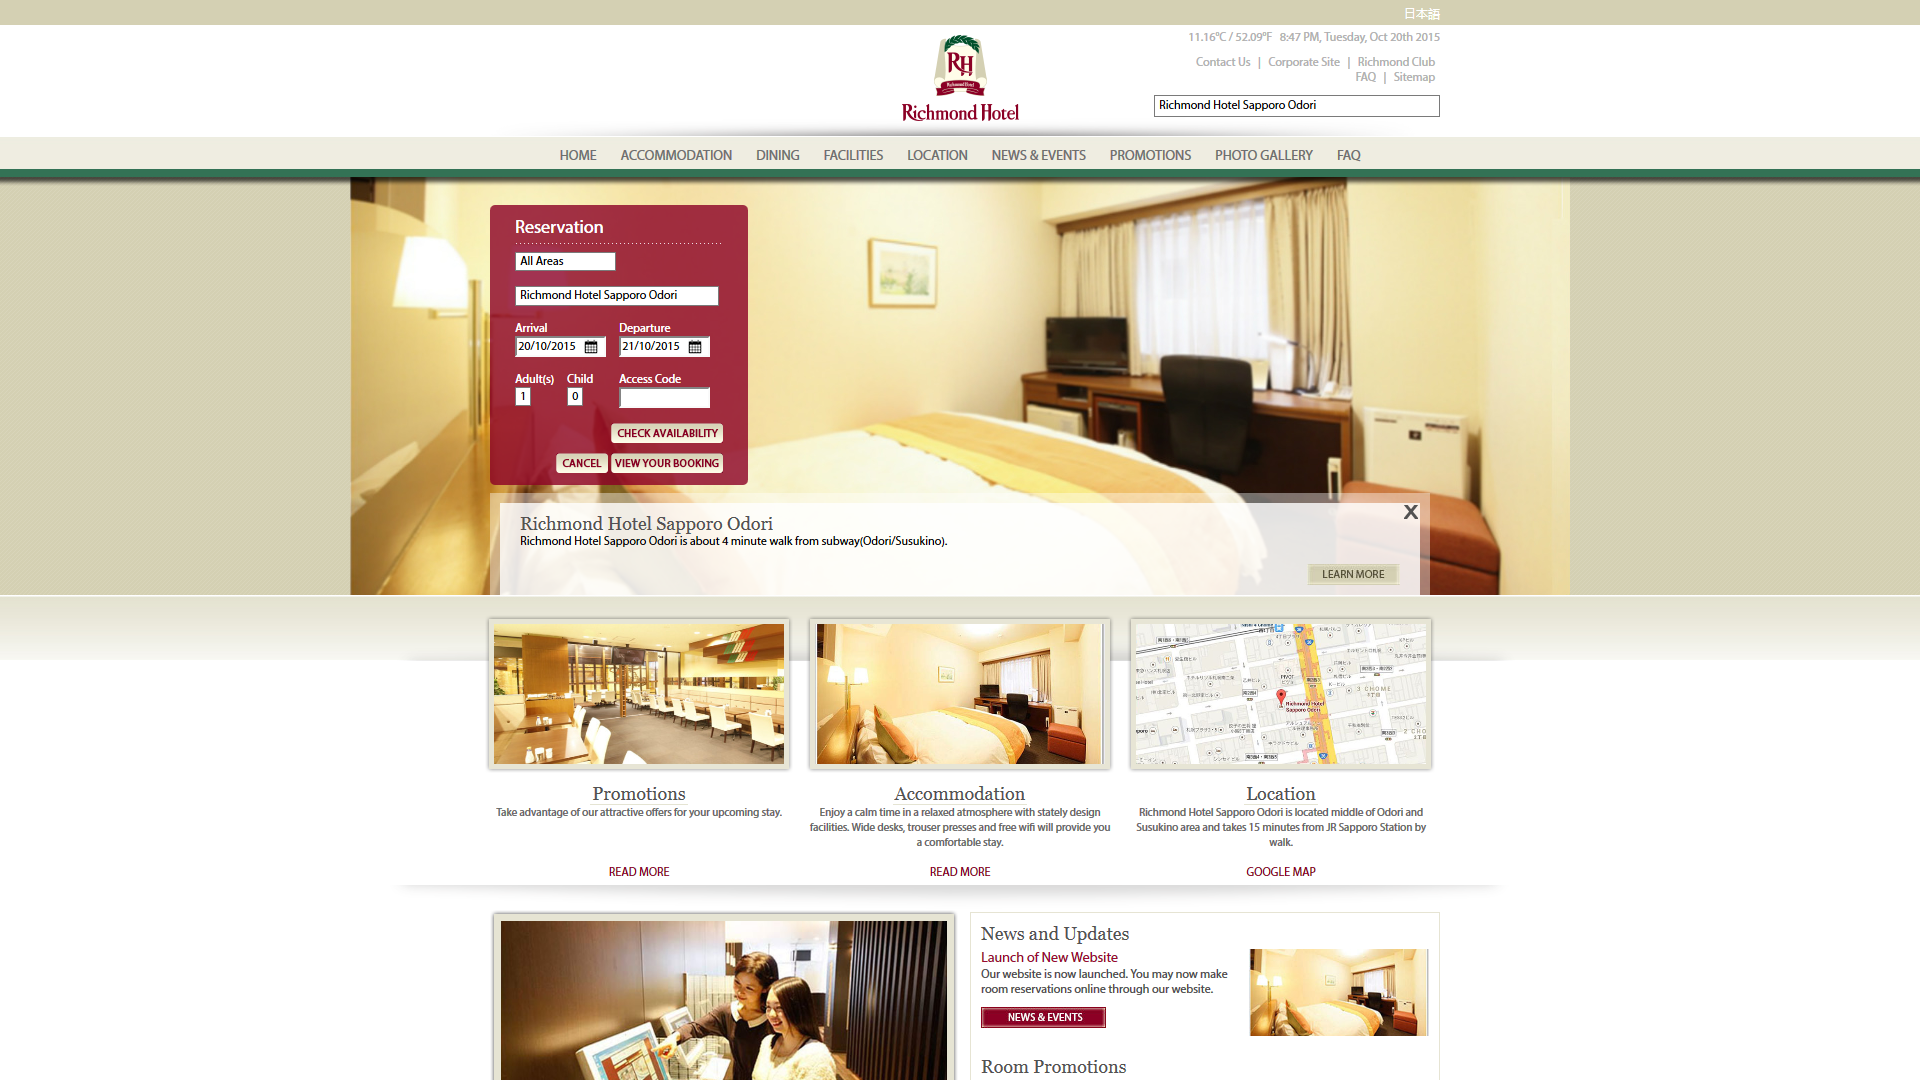 日本語
11.16°C / 52.09°F 8:47 PM, Tuesday, Oct 20th 2015
Contact Us | Corporate Site | Richmond Club
FAQ | Sitemap
RH
Richmond Hotel
Richmond Hotel
Richmond Hotel Sapporo Odori
HOME ACCOMMODATION DINING FACILITIES LOCATION NEWS & EVENTS PROMOTIONS PHOTO GALLERY FAQ
Reservation
All Areas
Richmond Hotel Sapporo Odori
Arrival Departure
20/10/2015 21/10/2015
Adult(s) Child Access Code
1 0
CHECK AVAILABILITY
CANCEL VIEW YOUR BOOKING
X
Richmond Hotel Sapporo Odori
Richmond Hotel Sapporo Odori is about 4 minute walk from subway(Odori/Susukino).
LEARN MORE
PIVOT
3 CHOME
Richmond Hotel
Sapporo Odori
Promotions
Take advantage of our attractive offers for your upcoming stay.
READ MORE
Accommodation
Enjoy a calm time in a relaxed atmosphere with stately design
facilities. Wide desks, trouser presses and free wifi will provide you
a comfortable stay.
READ MORE
Location
Richmond Hotel Sapporo Odori is located middle of Odori and
Susukino area and takes 15 minutes from JR Sapporo Station by
walk.
GOOGLE MAP
News and Updates
Launch of New Website
Our website is now launched. You may now make
room reservations online through our website.
NEWS & EVENTS
Room Promotions